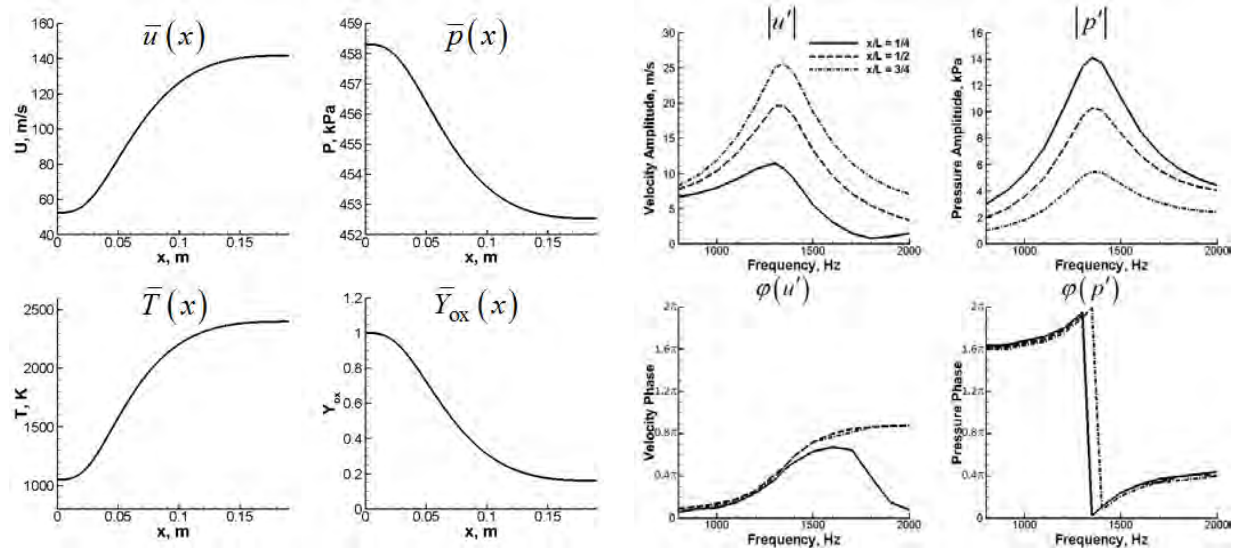 ū(x)
U, m/s
160
140
120
100
80
60
40
0
0.05
0.1
0.15
x, m
p̄(x)
P, kPa
459
458
457
456
455
454
453
452
0
0.05
0.1
0.15
x, m
|u′|
Velocity Amplitude, m/s
30
25
20
15
10
5
0
x/L = 1/4
x/L = 1/2
x/L = 3/4
1000
1500
2000
Frequency, Hz
|p′|
Pressure Amplitude, kPa
16
14
12
10
8
6
4
2
0
1000
1500
2000
Frequency, Hz
T̄(x)
T, K
2500
2000
1500
1000
0
0.05
0.1
0.15
x, m
Ȳox(x)
Yox
1.2
1
0.8
0.6
0.4
0.2
0
0
0.05
0.1
0.15
x, m
φ(u′)
Velocity Phase
1.6π
1.2π
0.8π
0.4π
0
1000
1500
2000
Frequency, Hz
φ(p′)
Pressure Phase
1.6π
1.2π
0.8π
0.4π
0
1000
1500
2000
Frequency, Hz